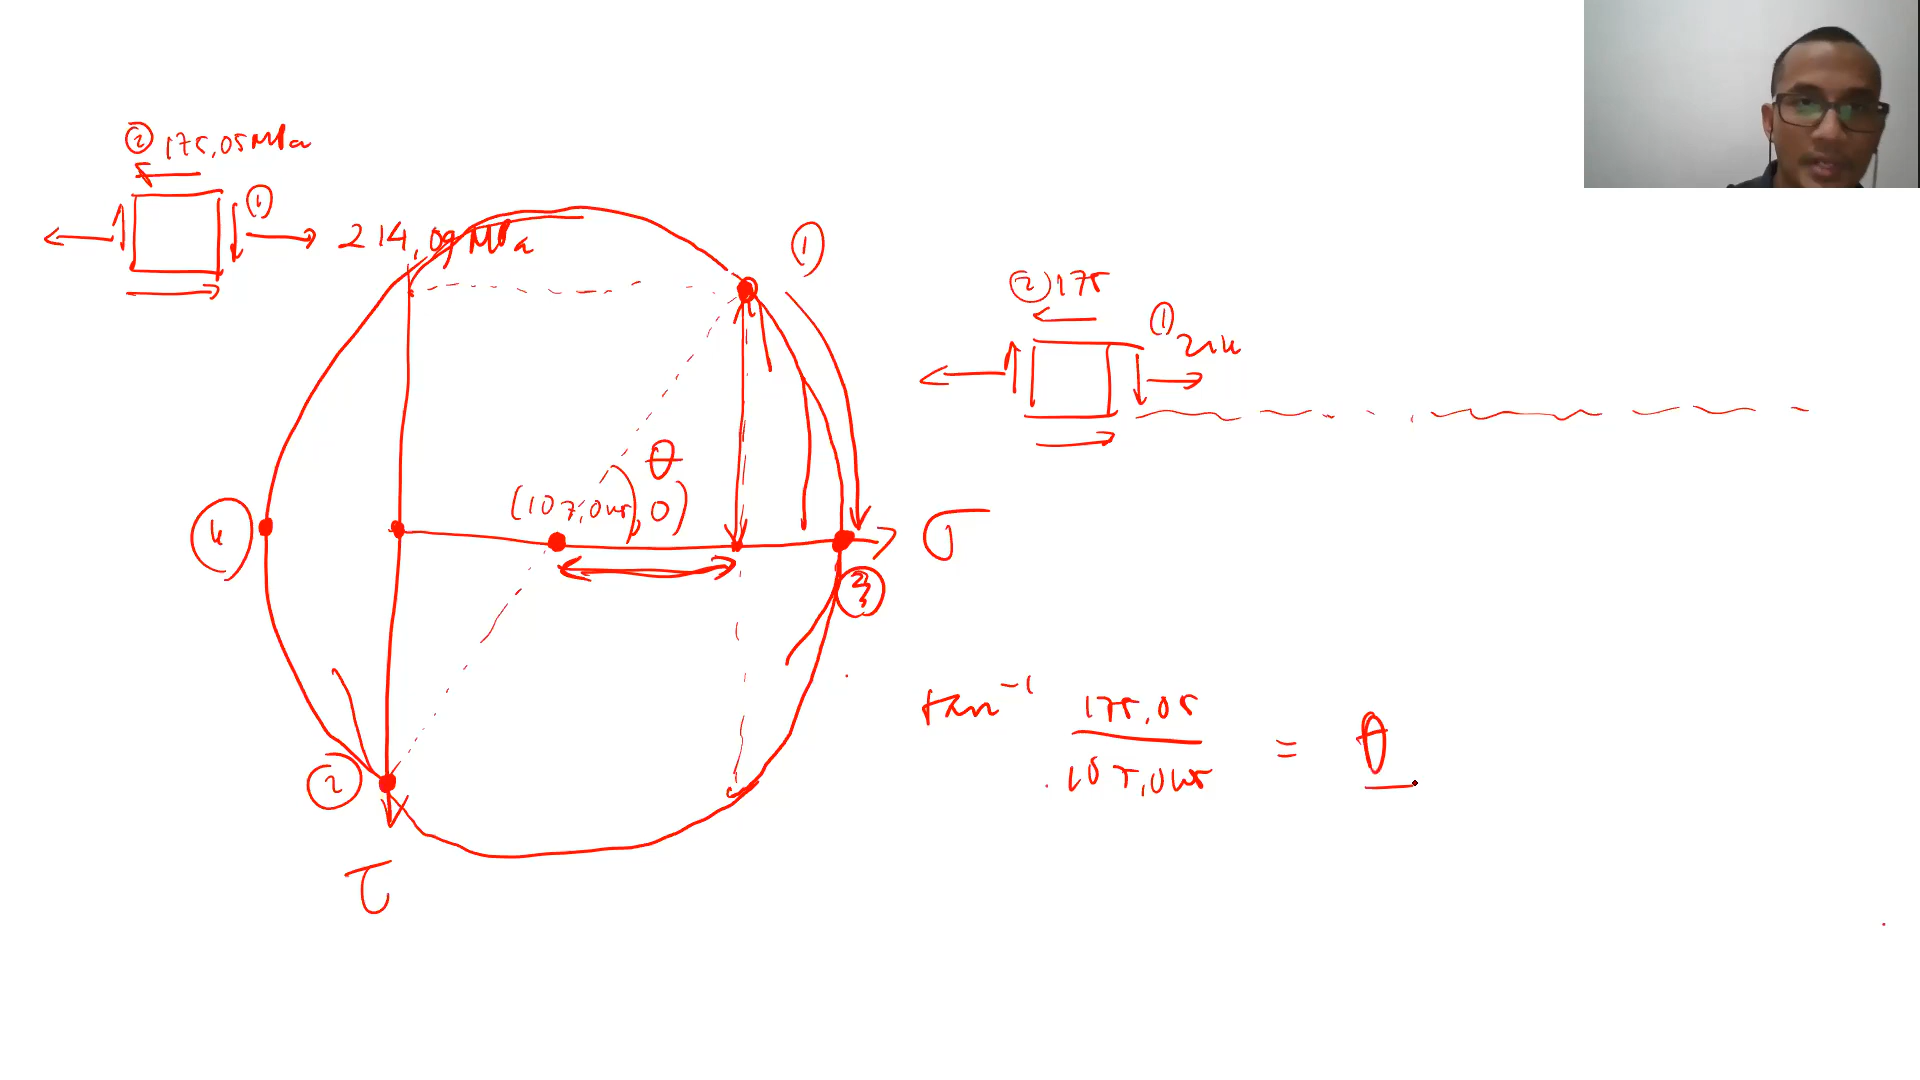 ② 175,05 MPa
①
214,09 MPa
①
② 175
①
214
θ
(107,045, 0)
④
σ
③
tan⁻¹ 175,05 / 107,045 = θ
②
τ